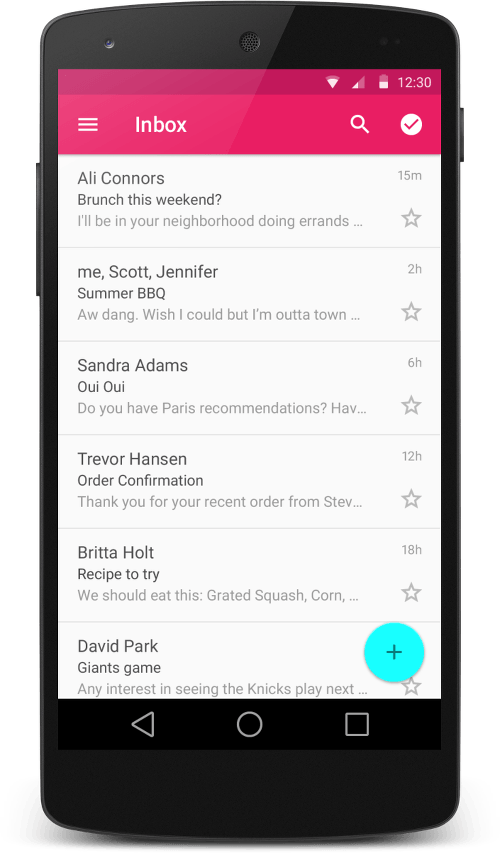 12:30
Inbox
Ali Connors 15m
Brunch this weekend?
I'll be in your neighborhood doing errands …
me, Scott, Jennifer 2h
Summer BBQ
Aw dang. Wish I could but I'm outta town …
Sandra Adams 6h
Oui Oui
Do you have Paris recommendations? Hav…
Trevor Hansen 12h
Order Confirmation
Thank you for your recent order from Stev…
Britta Holt 18h
Recipe to try
We should eat this: Grated Squash, Corn, …
David Park
Giants game
Any interest in seeing the Knicks play next …